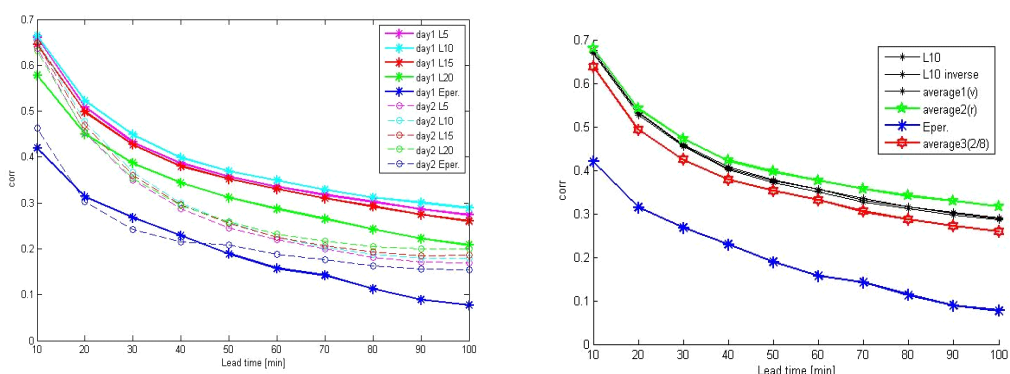 0.7
0.6
0.5
0.4
0.3
0.2
0.1
0
corr
10 20 30 40 50 60 70 80 90 100
Lead time [min]
day1 L5
day1 L10
day1 L15
day1 L20
day1 Eper.
day2 L5
day2 L10
day2 L15
day2 L20
day2 Eper.
0.7
0.6
0.5
0.4
0.3
0.2
0.1
0
corr
10 20 30 40 50 60 70 80 90 100
Lead time [min]
L10
L10 inverse
average1(v)
average2(r)
Eper.
average3(2/8)